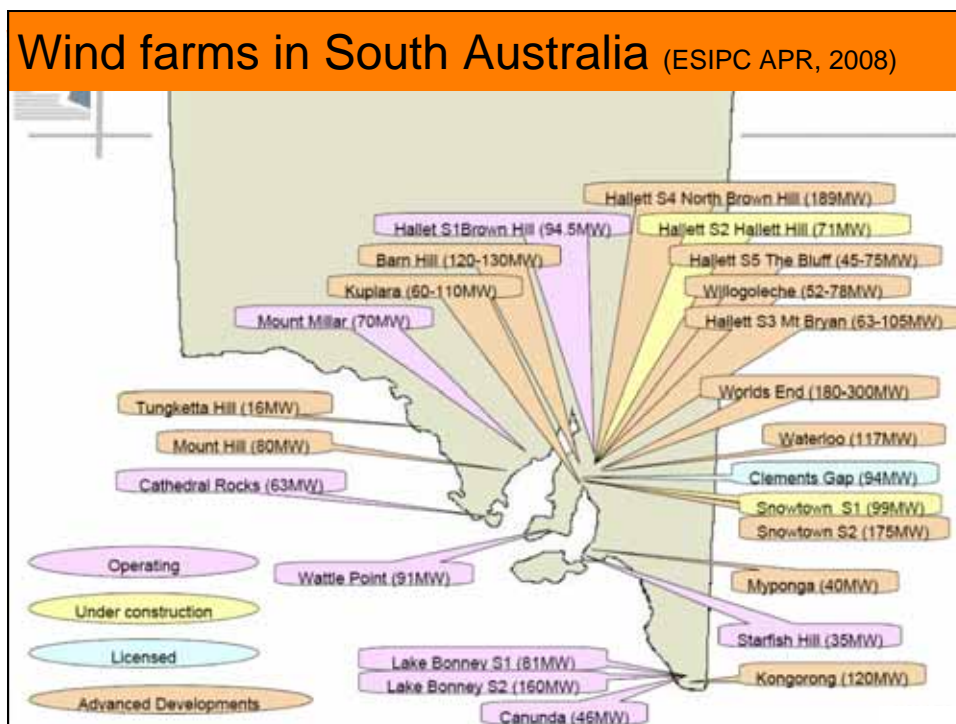 Wind farms in South Australia (ESIPC APR, 2008)
Hallett S4 North Brown Hill (189MW)
Hallet S1Brown Hill (94.5MW)
Hallett S2 Hallett Hill (71MW)
Barn Hill (120-130MW)
Hallett S5 The Bluff (45-75MW)
Kuplara (60-110MW)
Willogoleche (52-78MW)
Mount Millar (70MW)
Hallett S3 Mt Bryan (63-105MW)
Worlds End (180-300MW)
Tungketta Hill (16MW)
Waterloo (117MW)
Mount Hill (80MW)
Clements Gap (94MW)
Cathedral Rocks (63MW)
Snowtown S1 (99MW)
Snowtown S2 (175MW)
Operating
Wattle Point (91MW)
Myponga (40MW)
Under construction
Starfish Hill (35MW)
Licensed
Lake Bonney S1 (81MW)
Kongorong (120MW)
Lake Bonney S2 (160MW)
Advanced Developments
Canunda (46MW)